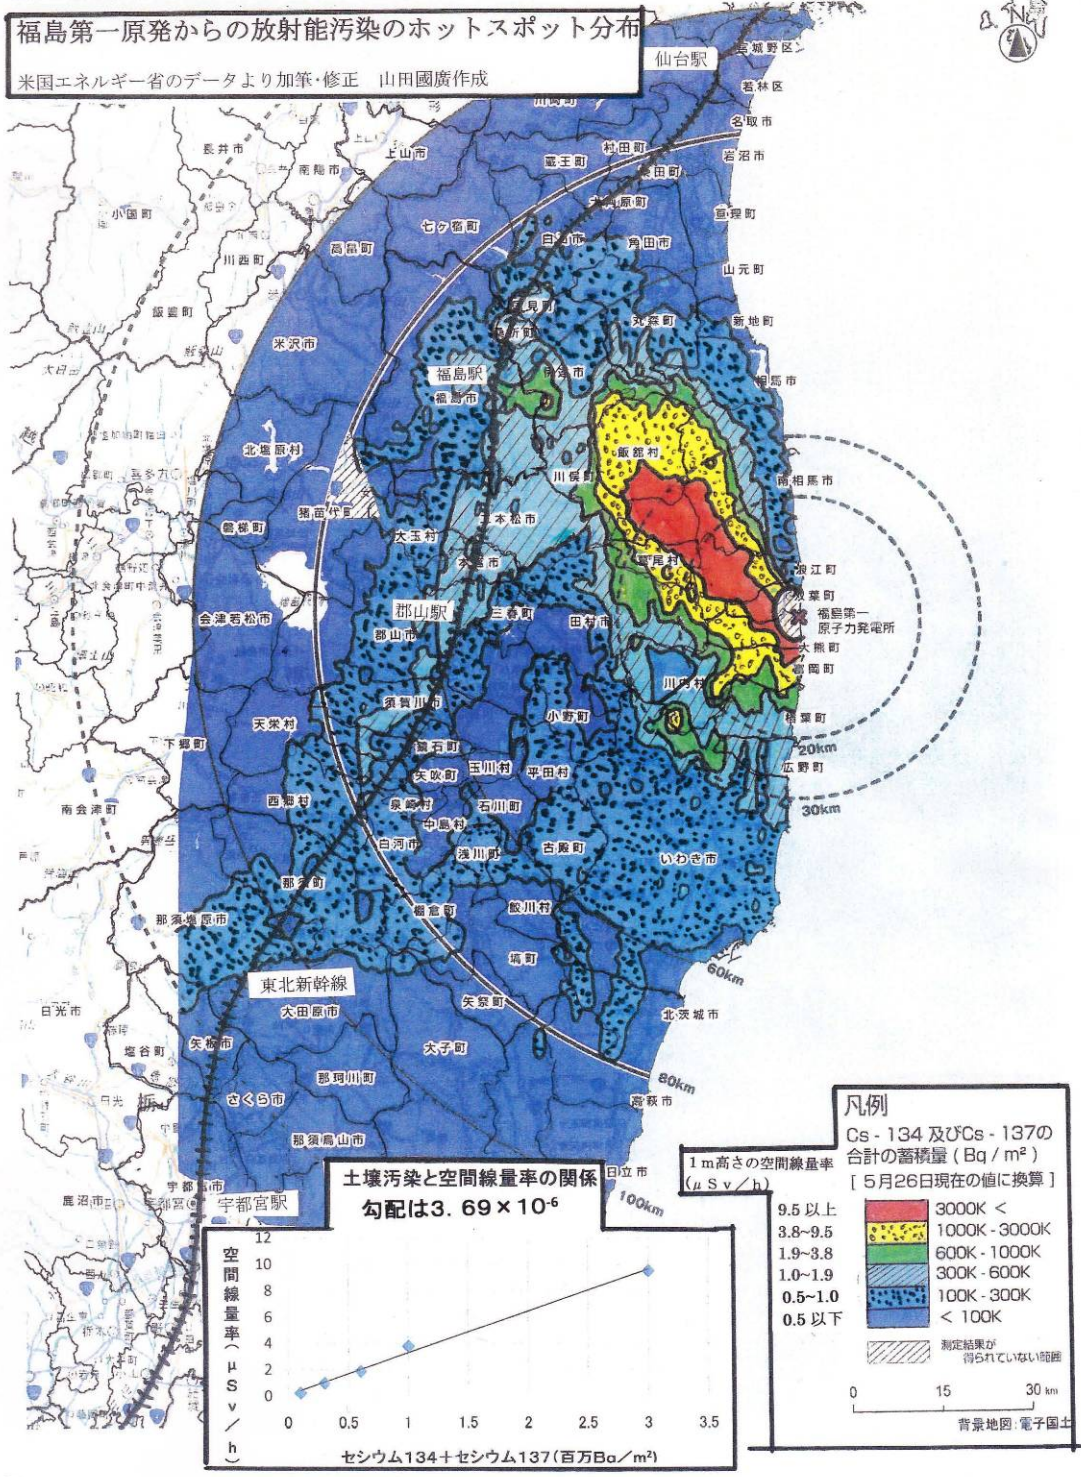 福島第一原発からの放射能汚染のホットスポット分布
米国エネルギー省のデータより加筆・修正　山田國廣作成
N
仙台駅
宮城野区
若林区
名取市
川崎町
上山市
村田町
蔵王町
岩沼市
柴田町
長井市
南陽市
大河原町
小国町
七ヶ宿町
亘理町
白石市
角田市
高畠町
川西町
山元町
飯豊町
丸森町
新地町
米沢市
福島駅
相馬市
福島市
飯舘村
北塩原村
川俣町
南相馬市
喜多方
猪苗代町
二本松市
磐梯町
大玉村
本宮市
葛尾村
浪江町
双葉町
郡山駅
三春町
福島第一
原子力発電所
会津若松市
田村市
郡山市
大熊町
富岡町
川内村
須賀川市
天栄村
小野町
楢葉町
下郷町
鏡石町
20km
矢吹町
玉川村
平田村
広野町
南会津町
西郷村
泉崎村
石川町
30km
中島村
白河市
浅川町
古殿町
いわき市
那須町
那須塩原市
棚倉町
鮫川村
塙町
60km
東北新幹線
矢祭町
日光市
大田原市
北茨城市
矢板市
塩谷町
大子町
那珂川町
80km
さくら市
高萩市
那須烏山市
日立市
鹿沼市
宇都宮市
宇都宮駅
100km
土壌汚染と空間線量率の関係
勾配は3. 69×10⁻⁶
空間線量率(μSv/h)
12
10
8
6
4
2
0
0 0.5 1 1.5 2 2.5 3 3.5
セシウム134+セシウム137(百万Bq/m²)
凡例
Cs - 134 及びCs - 137の
合計の蓄積量 ( Bq / m² )
[ 5月26日現在の値に換算 ]
1 m高さの空間線量率
(μ S v / h)
9.5 以上 3000K <
3.8~9.5 1000K - 3000K
1.9~3.8 600K - 1000K
1.0~1.9 300K - 600K
0.5~1.0 100K - 300K
0.5 以下 < 100K
測定結果が
得られていない範囲
0 15 30 km
背景地図:電子国土